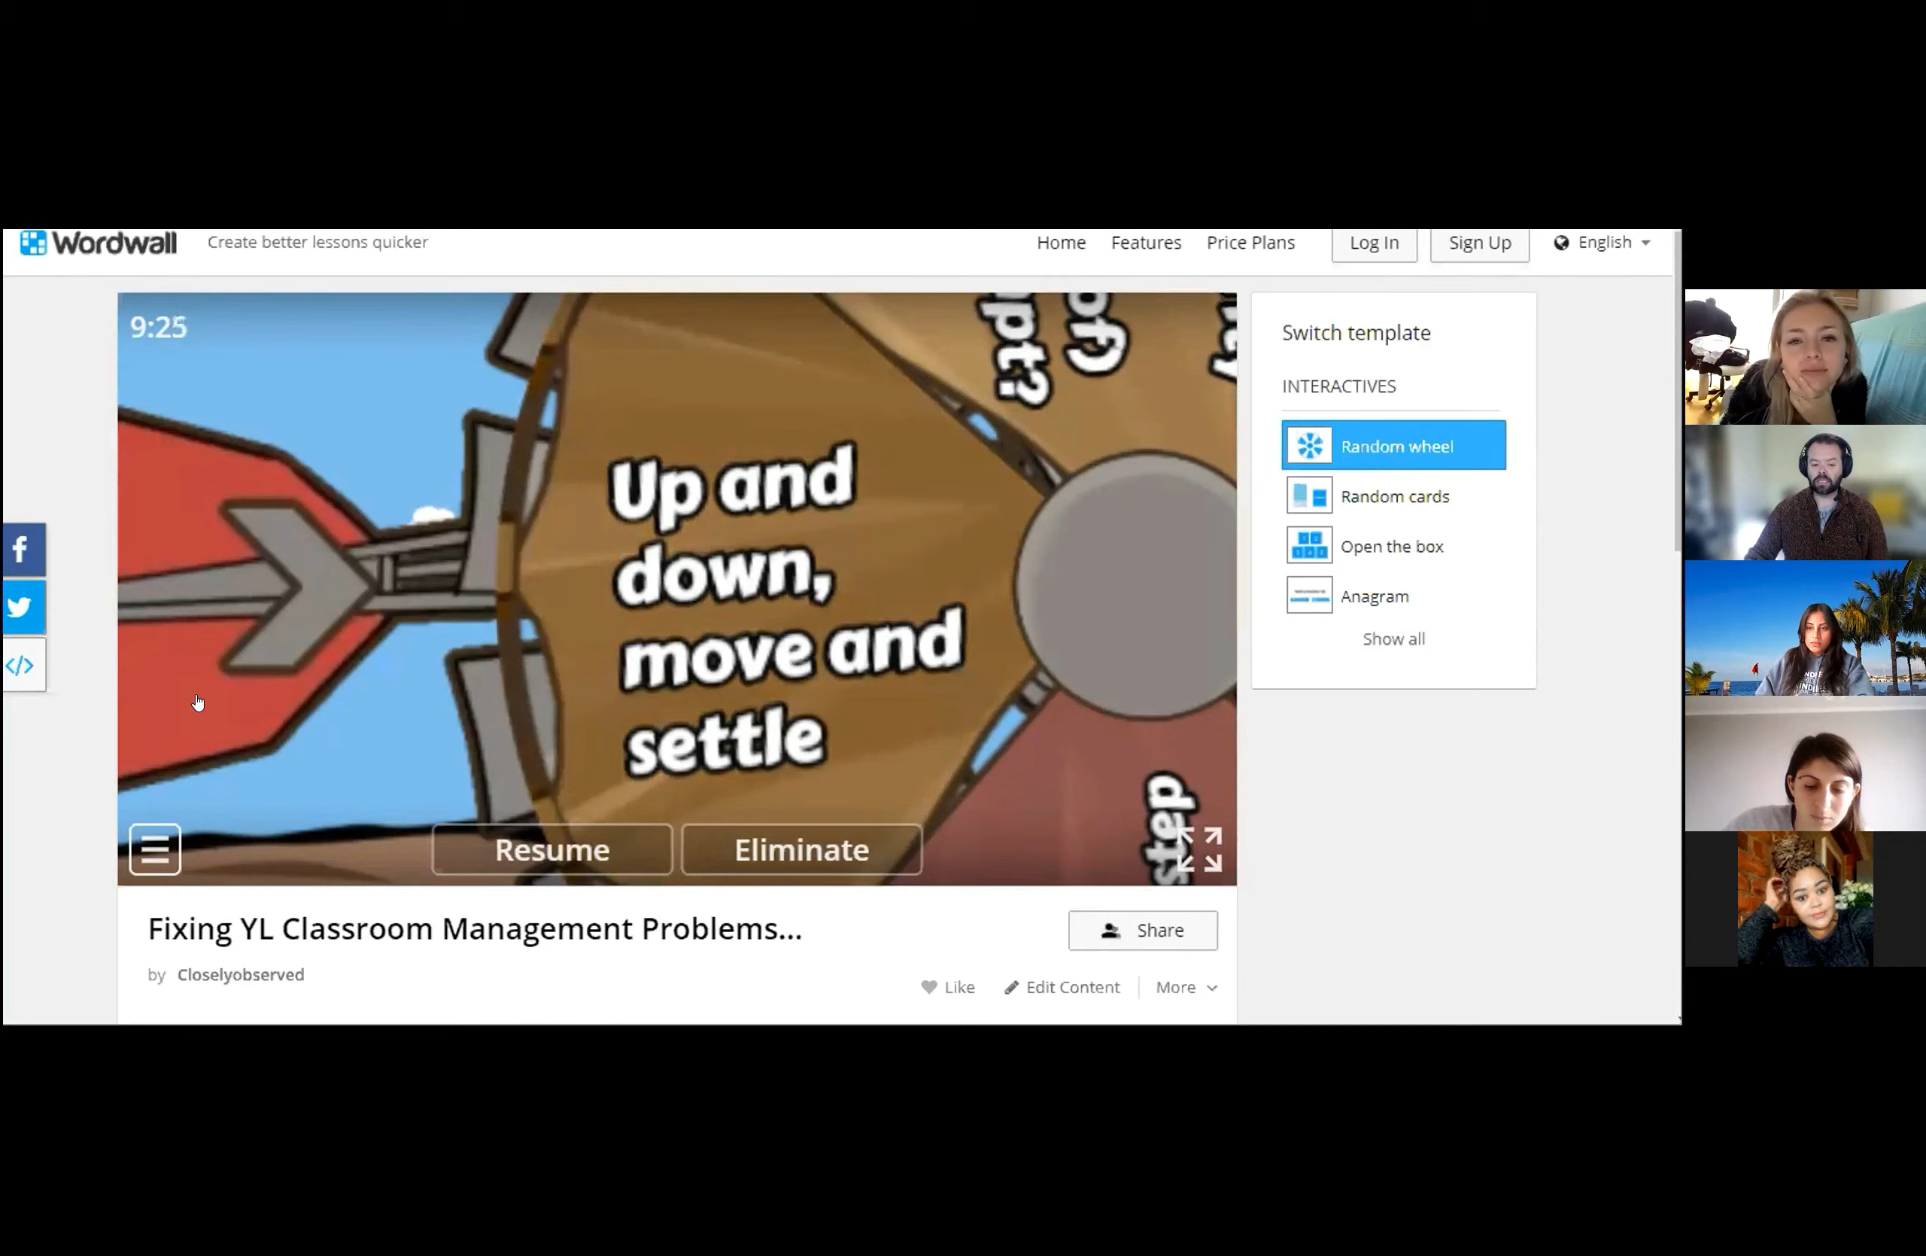 Wordwall
Create better lessons quicker
Home
Features
Price Plans
Log In
Sign Up
English
9:25
pt?
of)
Up and
down,
move and
settle
Resume
Eliminate
Switch template
INTERACTIVES
Random wheel
Random cards
Open the box
Anagram
Show all
Fixing YL Classroom Management Problems...
by Closelyobserved
Share
Like
Edit Content
More